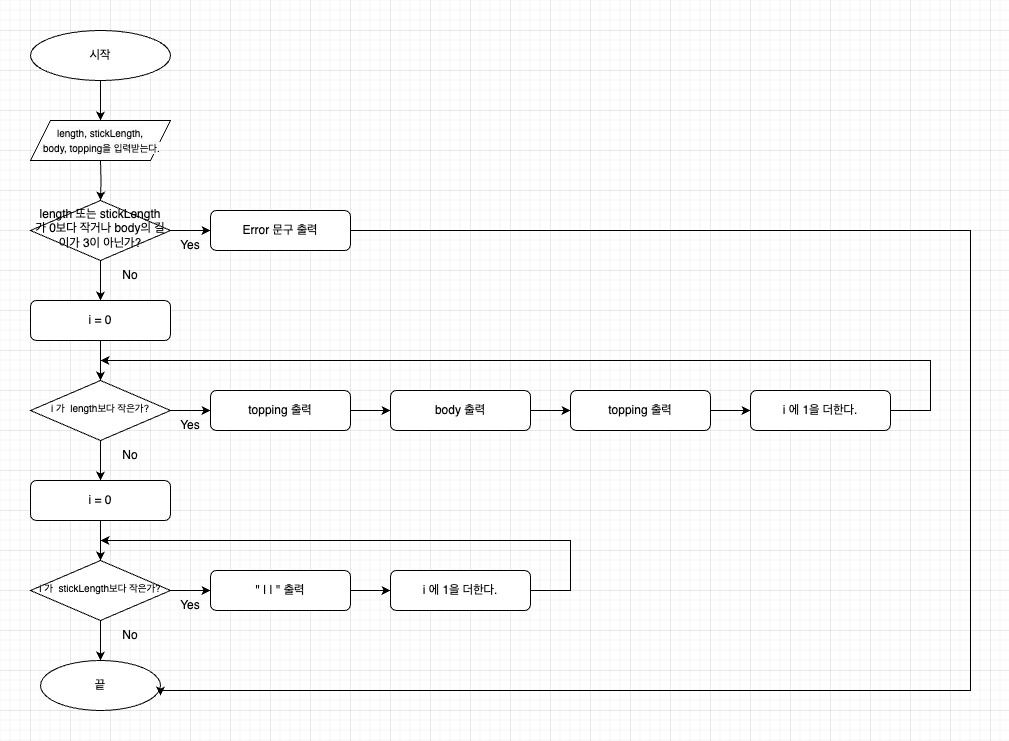 시작
length, stickLength,
body, topping을 입력받는다.
length 또는 stickLength
가 0보다 작거나 body의 길
이가 3이 아닌가?
Yes
Error 문구 출력
No
i = 0
i 가  length보다 작은가?
Yes
topping 출력
body 출력
topping 출력
i 에 1을 더한다.
No
i = 0
i 가  stickLength보다 작은가?
Yes
" | | " 출력
i 에 1을 더한다.
No
끝